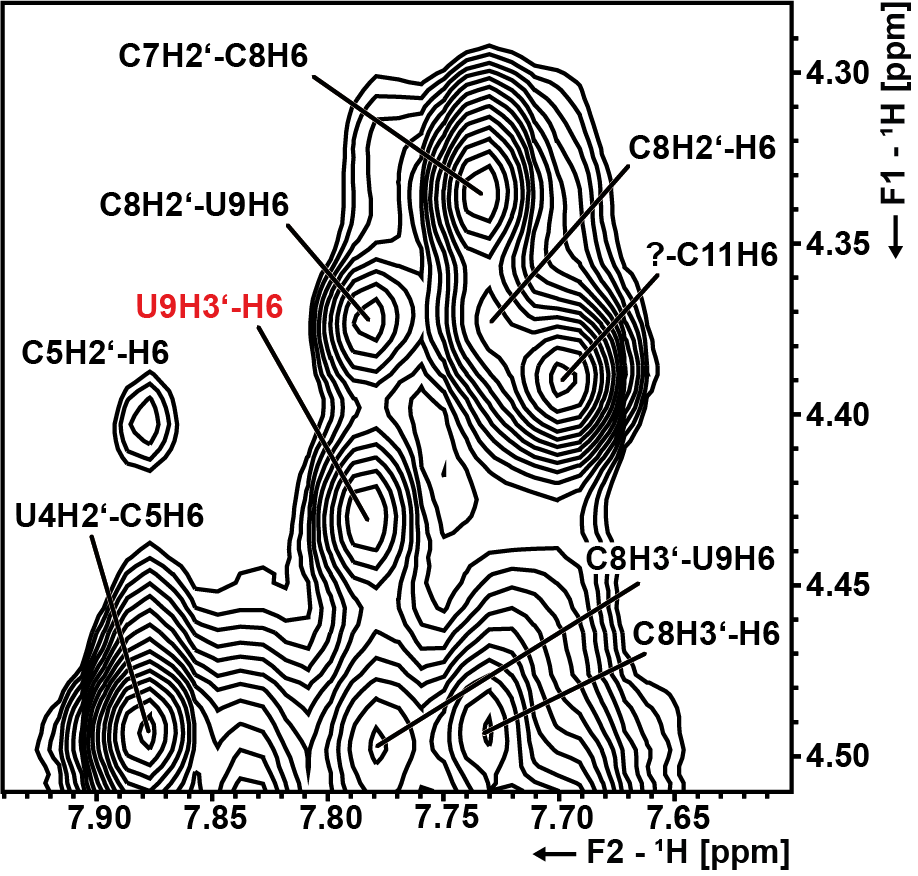 C7H2‘-C8H6
4.30
F1 - ¹H [ppm]
C8H2‘-H6
C8H2‘-U9H6
4.35
?-C11H6
U9H3‘-H6
C5H2‘-H6
4.40
U4H2‘-C5H6
C8H3‘-U9H6
4.45
C8H3‘-H6
4.50
7.90 7.85 7.80 7.75 7.70 7.65
F2 - ¹H [ppm]